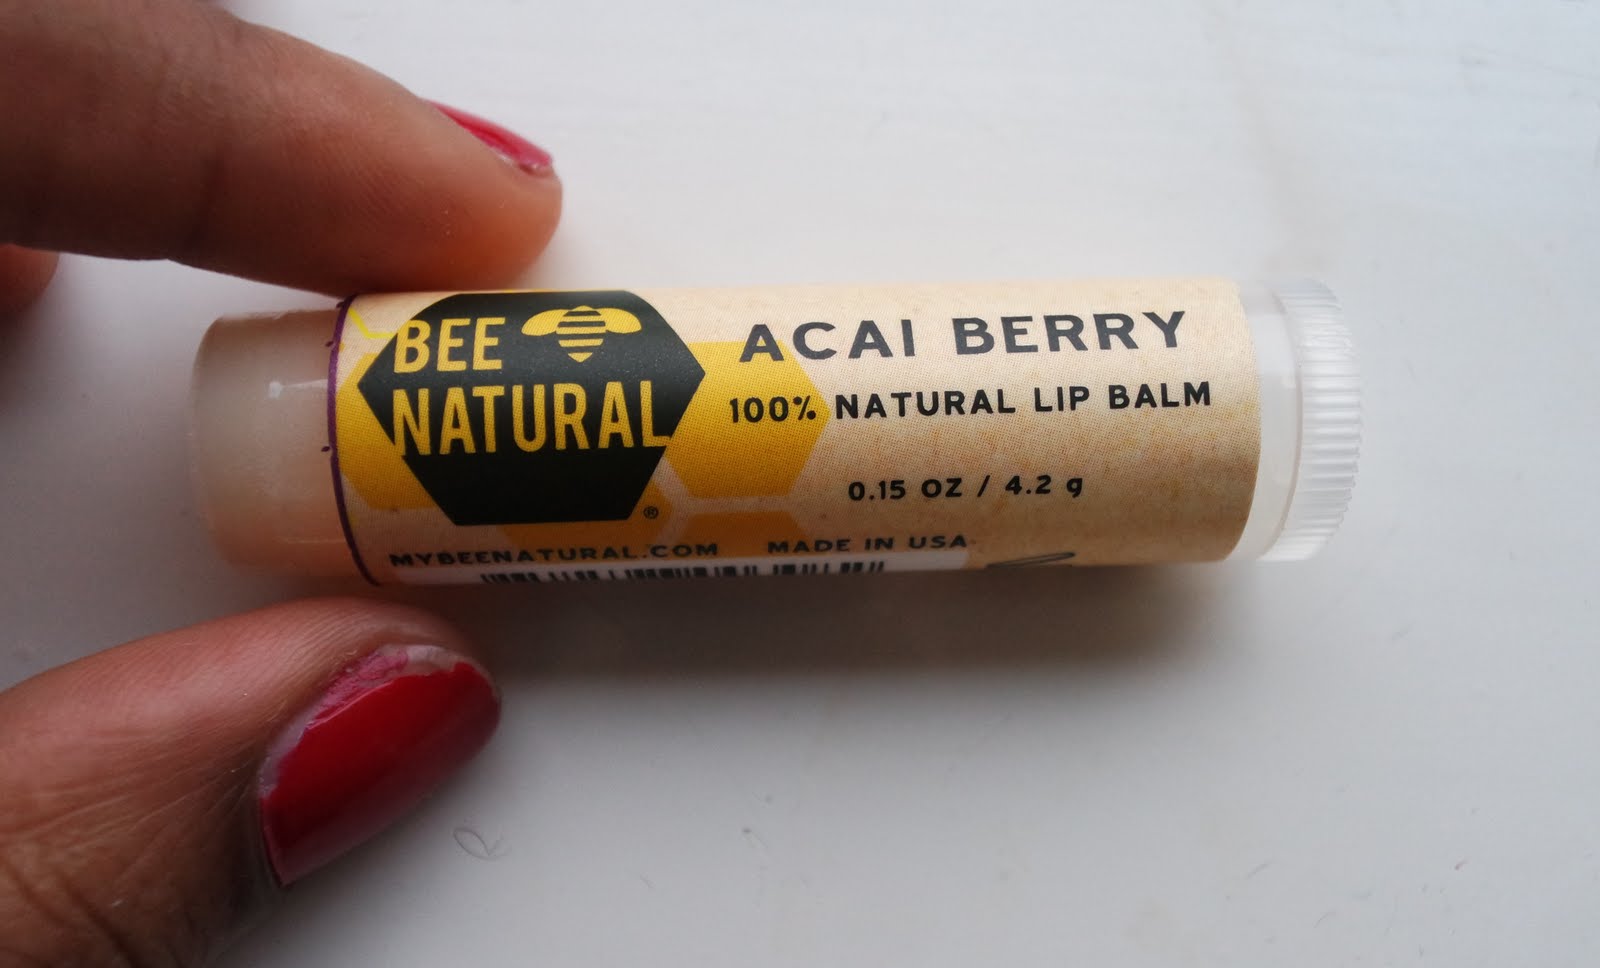 BEE
NATURAL
®
ACAI BERRY
100% NATURAL LIP BALM
0.15 OZ / 4.2 g
MYBEENATURAL.COM MADE IN USA